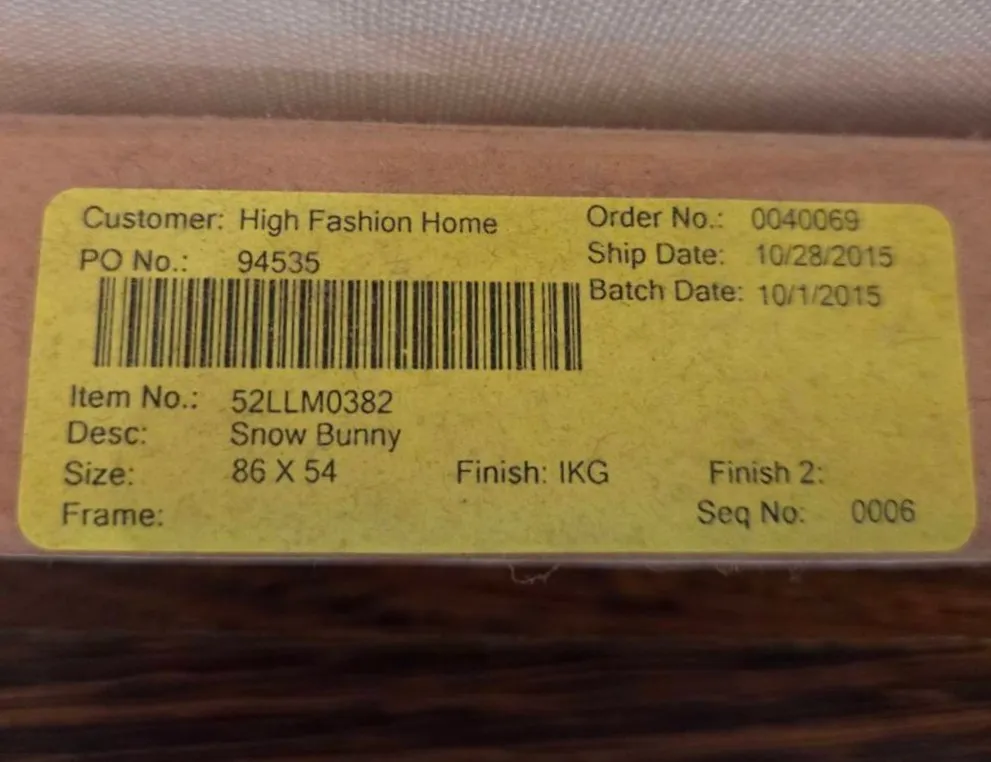 Customer: High Fashion Home Order No.: 0040069
PO No.: 94535 Ship Date: 10/28/2015
Batch Date: 10/1/2015
Item No.: 52LLM0382
Desc: Snow Bunny
Size: 86 X 54 Finish: IKG Finish 2:
Frame: Seq No: 0006